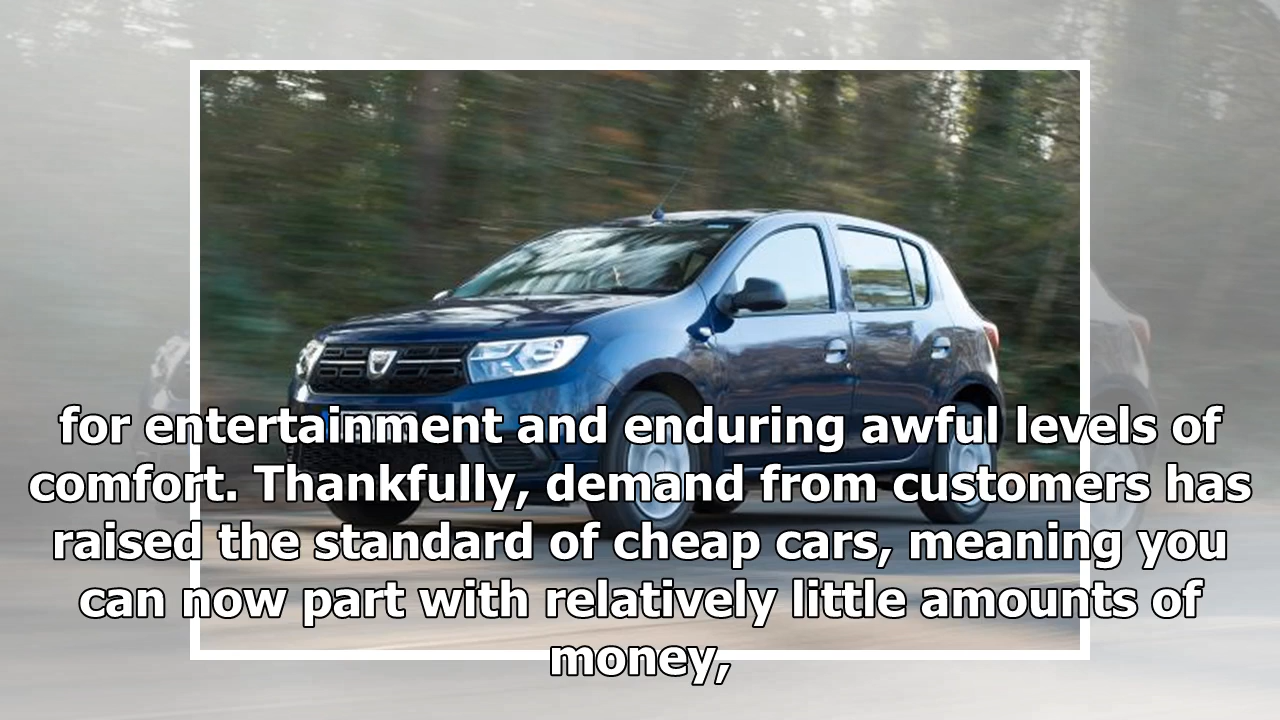 for entertainment and enduring awful levels of
comfort. Thankfully, demand from customers has
raised the standard of cheap cars, meaning you
can now part with relatively little amounts of
money,